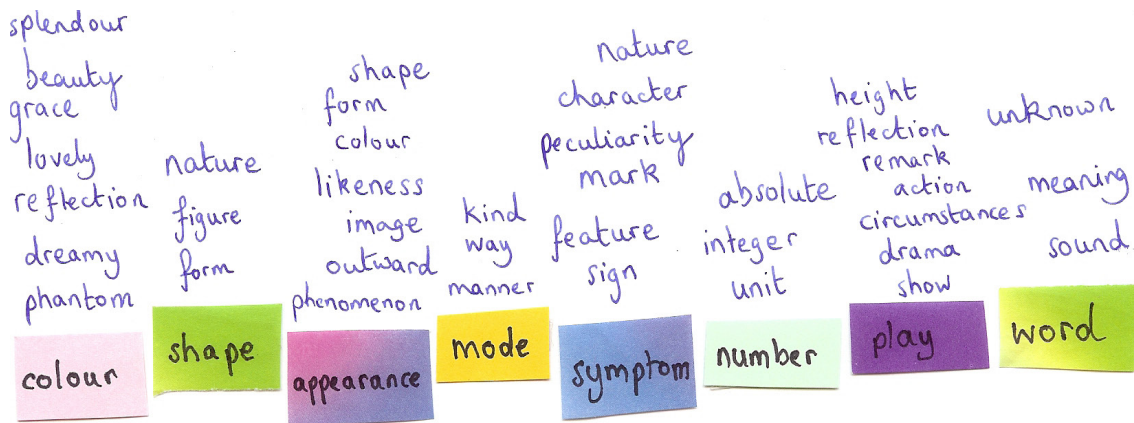 splendour
beauty
grace
lovely
reflection
dreamy
phantom
colour
nature
figure
form
shape
shape
form
colour
likeness
image
outward
phenomenon
appearance
kind
way
manner
mode
nature
character
peculiarity
mark
feature
sign
symptom
absolute
integer
unit
number
height
reflection
remark
action
circumstances
drama
show
play
unknown
meaning
sound
word